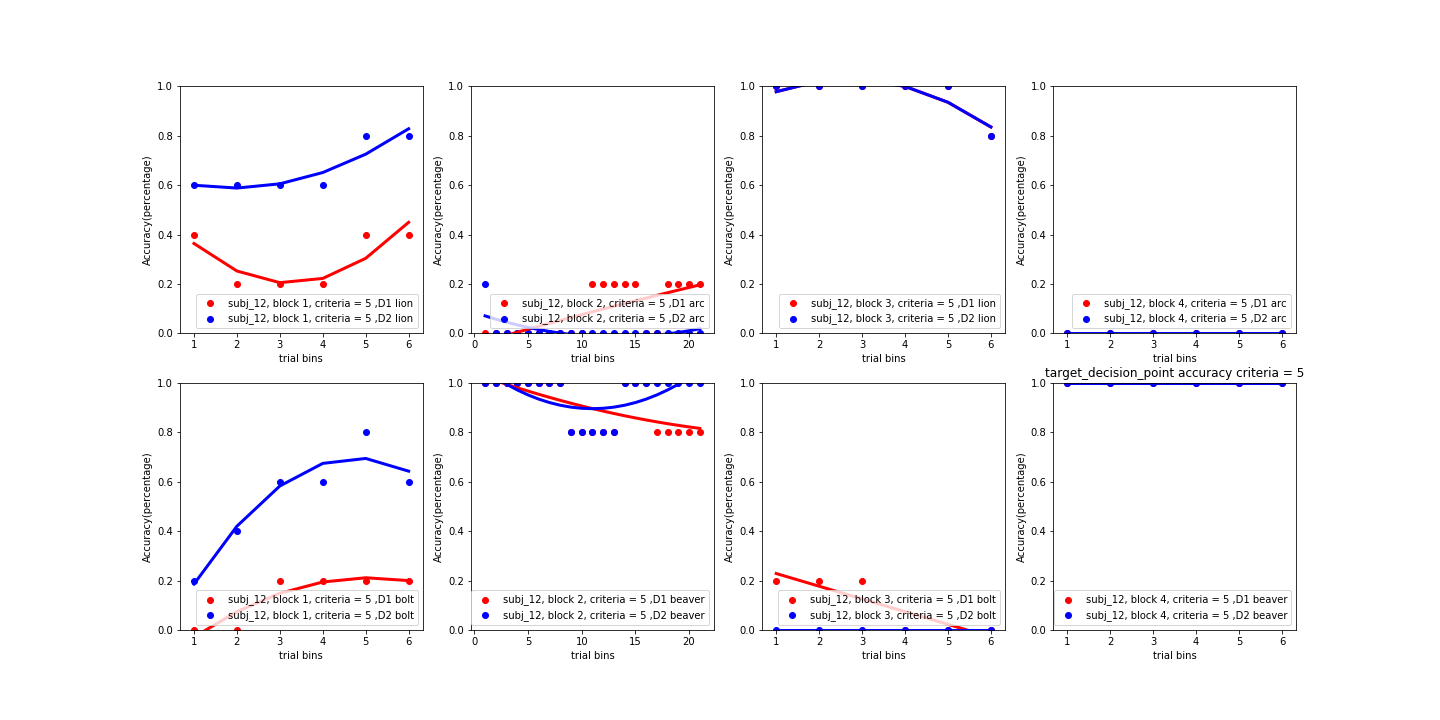 1.0
0.8
0.6
0.4
0.2
0.0
Accuracy(percentage)
subj_12, block 1, criteria = 5 ,D1 lion
subj_12, block 1, criteria = 5 ,D2 lion
1 2 3 4 5 6
trial bins
1.0
0.8
0.6
0.4
0.2
0.0
Accuracy(percentage)
subj_12, block 2, criteria = 5 ,D1 arc
subj_12, block 2, criteria = 5 ,D2 arc
0 5 10 15 20
trial bins
1.0
0.8
0.6
0.4
0.2
0.0
Accuracy(percentage)
subj_12, block 3, criteria = 5 ,D1 lion
subj_12, block 3, criteria = 5 ,D2 lion
1 2 3 4 5 6
trial bins
1.0
0.8
0.6
0.4
0.2
0.0
Accuracy(percentage)
subj_12, block 4, criteria = 5 ,D1 arc
subj_12, block 4, criteria = 5 ,D2 arc
1 2 3 4 5 6
trial bins
1.0
0.8
0.6
0.4
0.2
0.0
Accuracy(percentage)
subj_12, block 1, criteria = 5 ,D1 bolt
subj_12, block 1, criteria = 5 ,D2 bolt
1 2 3 4 5 6
trial bins
1.0
0.8
0.6
0.4
0.2
0.0
Accuracy(percentage)
subj_12, block 2, criteria = 5 ,D1 beaver
subj_12, block 2, criteria = 5 ,D2 beaver
0 5 10 15 20
trial bins
1.0
0.8
0.6
0.4
0.2
0.0
Accuracy(percentage)
subj_12, block 3, criteria = 5 ,D1 bolt
subj_12, block 3, criteria = 5 ,D2 bolt
1 2 3 4 5 6
trial bins
target_decision_point accuracy criteria = 5
1.0
0.8
0.6
0.4
0.2
0.0
Accuracy(percentage)
subj_12, block 4, criteria = 5 ,D1 beaver
subj_12, block 4, criteria = 5 ,D2 beaver
1 2 3 4 5 6
trial bins